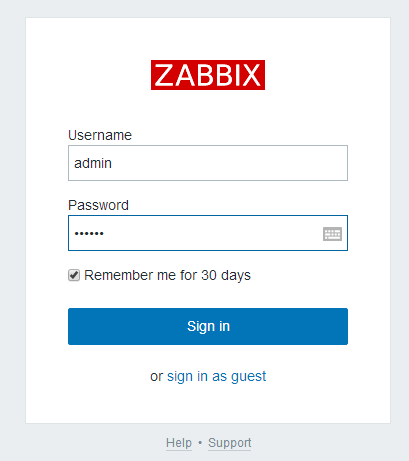 ZABBIX
Username
admin
Password
••••••
Remember me for 30 days
Sign in
or sign in as guest
Help • Support